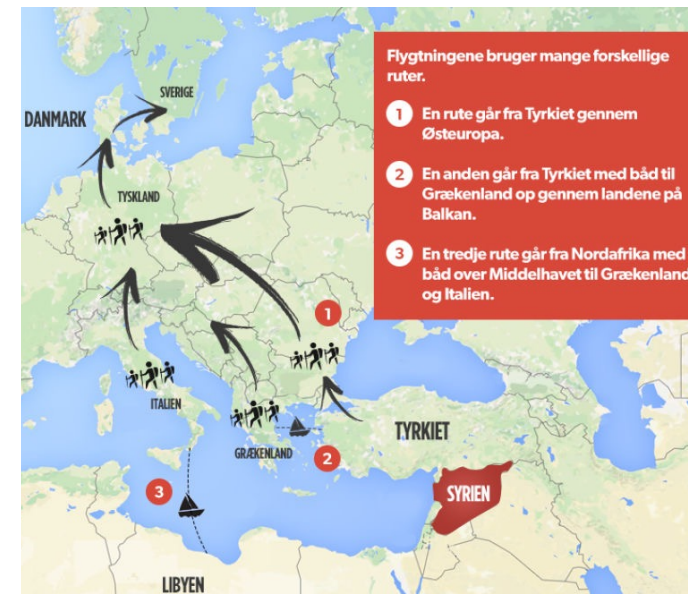 Flygtningene bruger mange forskellige
ruter.
1 En rute går fra Tyrkiet gennem
Østeuropa.
2 En anden går fra Tyrkiet med båd til
Grækenland op gennem landene på
Balkan.
3 En tredje rute går fra Nordafrika med
båd over Middelhavet til Grækenland
og Italien.
SVERIGE
DANMARK
TYSKLAND
1
ITALIEN
TYRKIET
GRÆKENLAND
2
3
SYRIEN
LIBYEN